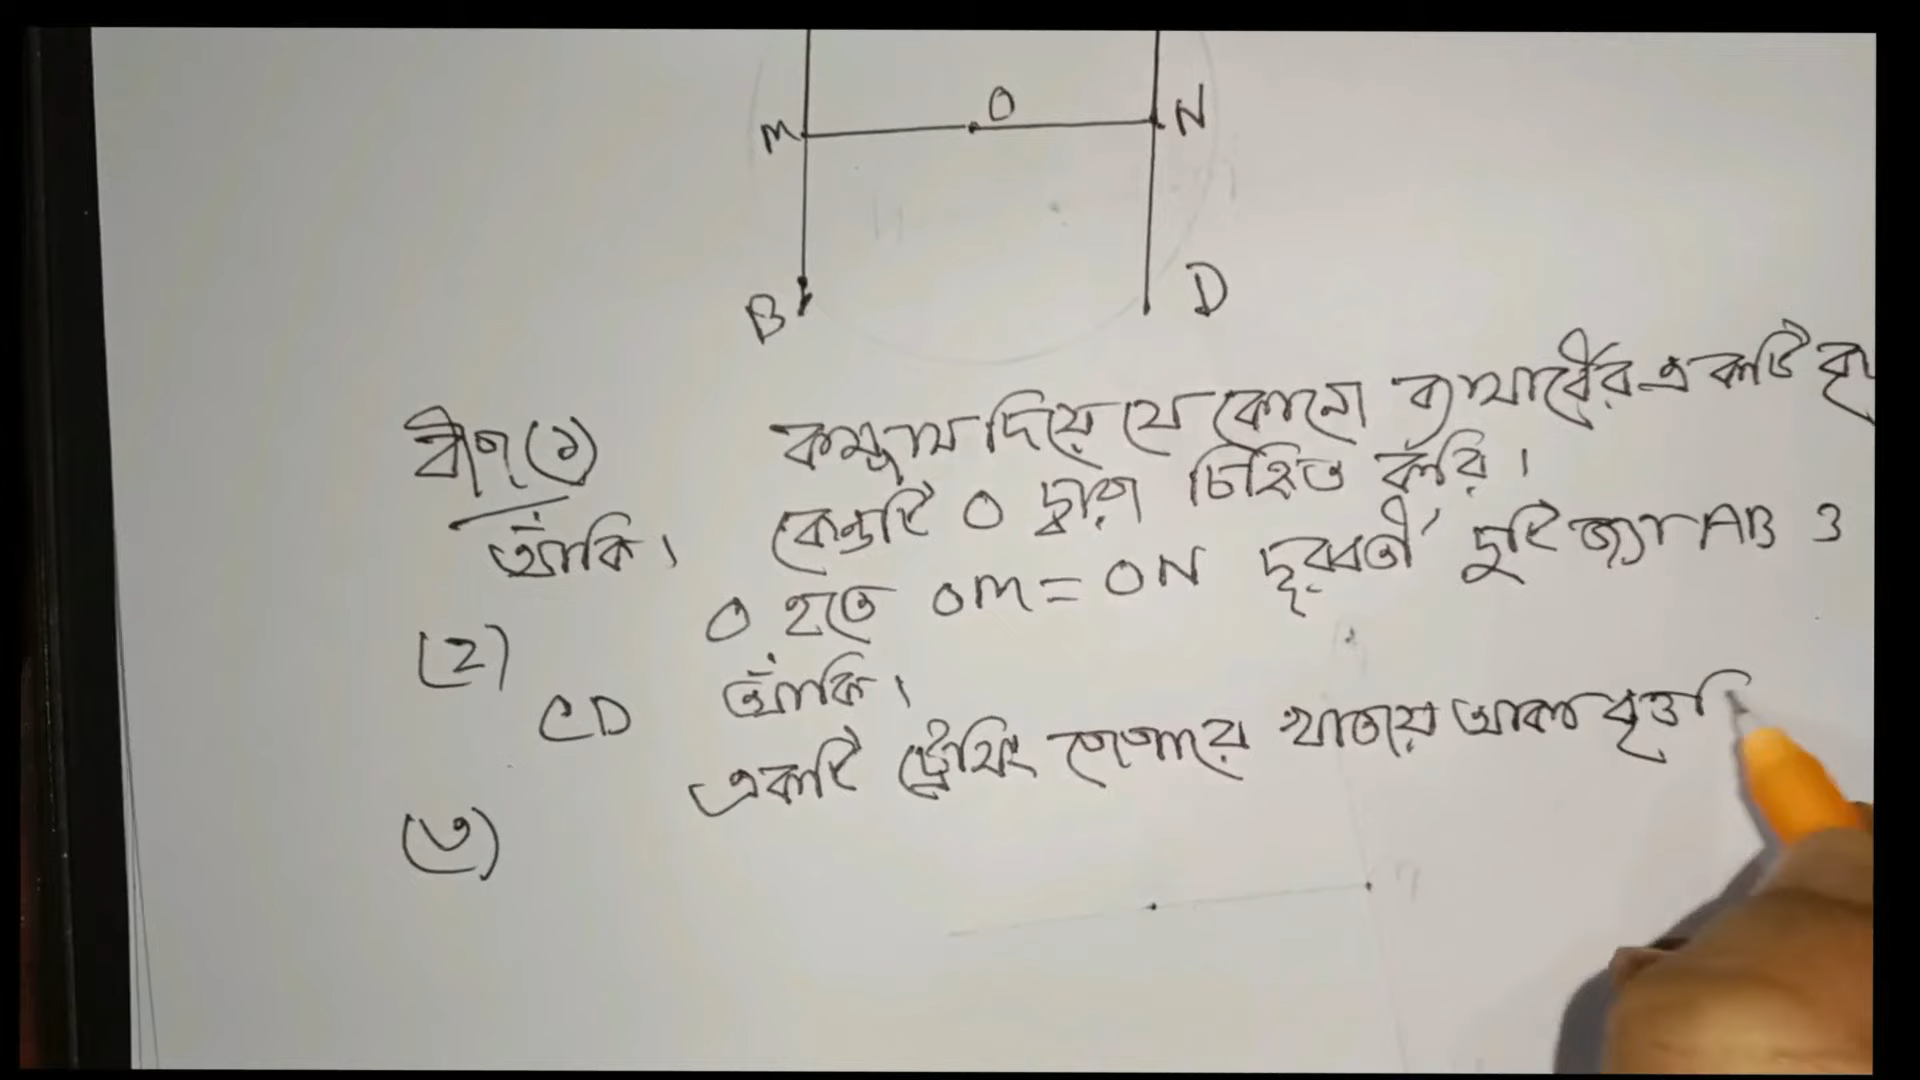 O
M N
B D
ধাপ (১) কম্পাস দিয়ে যে কোনো ব্যাসার্ধের একটি বৃ
আঁকি। কেন্দ্রটি O দ্বারা চিহ্নিত করি।
(২) O হতে OM = ON দূরবর্তী দুটি জ্যা AB ও
CD আঁকি।
(৩) একটি ট্রেসিং পেপারে খাতায় আঁকা বৃত্তটি